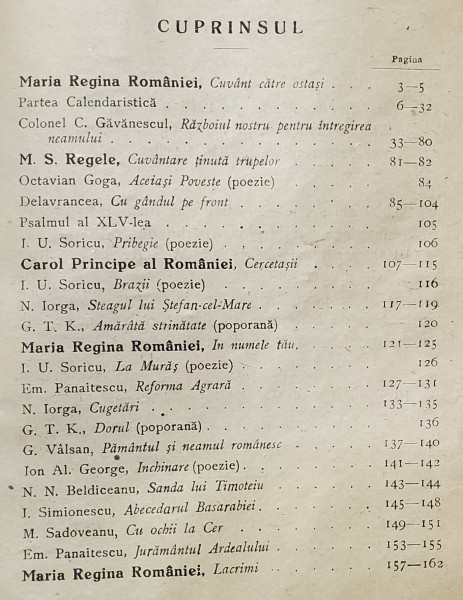 CUPRINSUL
Pagina
Maria Regina României, Cuvânt către ostași . . . 3—5
Partea Calendaristică . . . . . . . . . . 6—32
Colonel C. Găvănescul, Războiul nostru pentru întregirea
neamului . . . . . . . . . . . . . 33—80
M. S. Regele, Cuvântare ținută trupelor . . . . . 81—82
Octavian Goga, Aceiași Poveste (poezie) . . . . . 84
Delavrancea, Cu gândul pe front . . . . . . . 85—104
Psalmul al XLV-lea . . . . . . . . . . 105
I. U. Soricu, Pribegie (poezie) . . . . . . . . 106
Carol Principe al României, Cercetașii . . . . 107—115
I. U. Soricu, Brazii (poezie) . . . . . . . . 116
N. Iorga, Steagul lui Ștefan-cel-Mare . . . . . . 117—119
G. T. K., Amărâtă strinătate (poporană) . . . . . 120
Maria Regina României, In numele tău. . . . . 121—125
I. U. Soricu, La Murăș (poezie) . . . . . . . 126
Em. Panaitescu, Reforma Agrară . . . . . . . 127—131
N. Iorga, Cugetări . . . . . . . . . . 133—135
G. T. K., Dorul (poporană) . . . . . . . . 136
G. Vâlsan, Pământul și neamul românesc . . . . . 137—140
Ion Al. George, Inchinare (poezie). . . . . . . 141—142
N. N. Beldiceanu, Sanda lui Timoteiu . . . . . . 143—144
I. Simionescu, Abecedarul Basarabiei. . . . . . . 145—148
M. Sadoveanu, Cu ochii la Cer . . . . . . . . 149—151
Em. Panaitescu, Jurământul Ardealului . . . . . . 153—155
Maria Regina României, Lacrimi . . . . . . 157—162